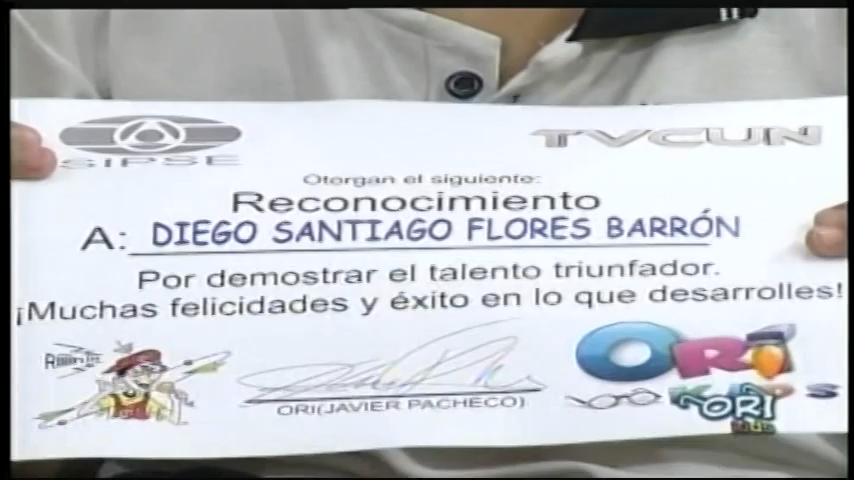 SIPSE
TVCUN
Otorgan el siguiente:
Reconocimiento
A: DIEGO SANTIAGO FLORES BARRÓN
Por demostrar el talento triunfador.
¡Muchas felicidades y éxito en lo que desarrolles!
ORI(JAVIER PACHECO)
ORi
ORI